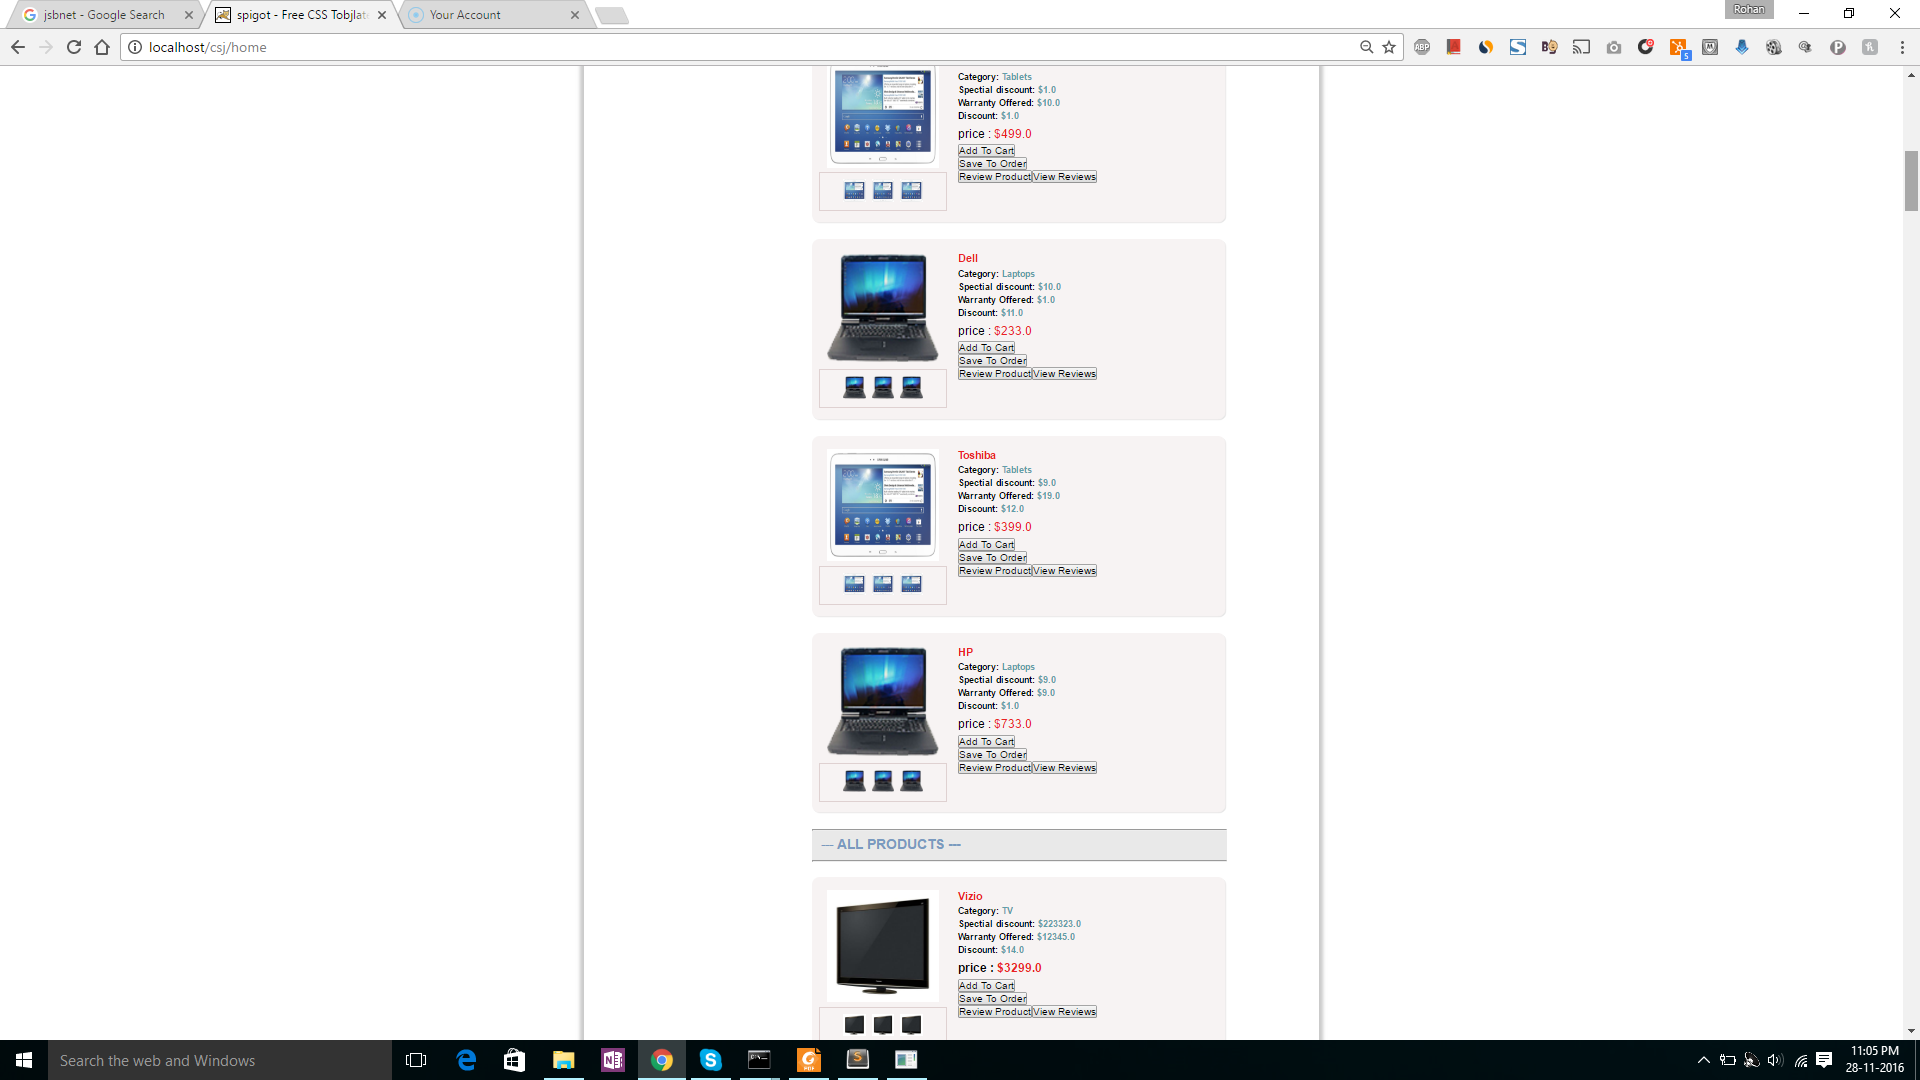 jsbnet - Google Search
spigot - Free CSS Tobjlat
Your Account
Rohan
localhost/csj/home
ABP
5
Category: Tablets
Spectial discount: $1.0
Warranty Offered: $10.0
Discount: $1.0
price : $499.0
Add To Cart
Save To Order
Review Product View Reviews
Dell
Category: Laptops
Spectial discount: $10.0
Warranty Offered: $1.0
Discount: $11.0
price : $233.0
Add To Cart
Save To Order
Review Product View Reviews
Toshiba
Category: Tablets
Spectial discount: $9.0
Warranty Offered: $19.0
Discount: $12.0
price : $399.0
Add To Cart
Save To Order
Review Product View Reviews
HP
Category: Laptops
Spectial discount: $9.0
Warranty Offered: $9.0
Discount: $1.0
price : $733.0
Add To Cart
Save To Order
Review Product View Reviews
— ALL PRODUCTS ---
Vizio
Category: TV
Spectial discount: $223323.0
Warranty Offered: $12345.0
Discount: $14.0
price : $3299.0
Add To Cart
Save To Order
Review Product View Reviews
Search the web and Windows
11:05 PM
28-11-2016